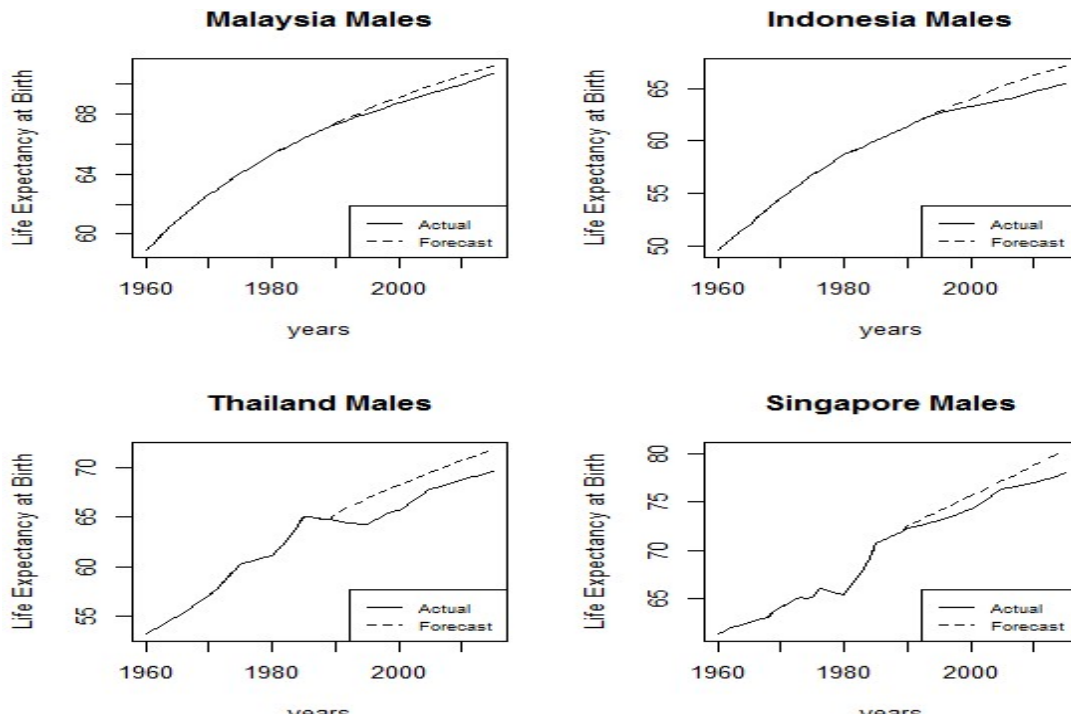 Malaysia Males
Life Expectancy at Birth
68
64
60
Actual
Forecast
1960 1980 2000
years
Indonesia Males
Life Expectancy at Birth
65
60
55
50
Actual
Forecast
1960 1980 2000
years
Thailand Males
Life Expectancy at Birth
70
65
60
55
Actual
Forecast
1960 1980 2000
years
Singapore Males
Life Expectancy at Birth
80
75
70
65
Actual
Forecast
1960 1980 2000
years